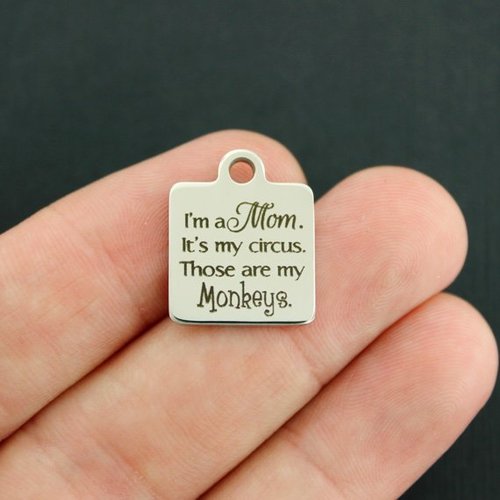 I'm a Mom.
It's my circus.
Those are my
Monkeys.